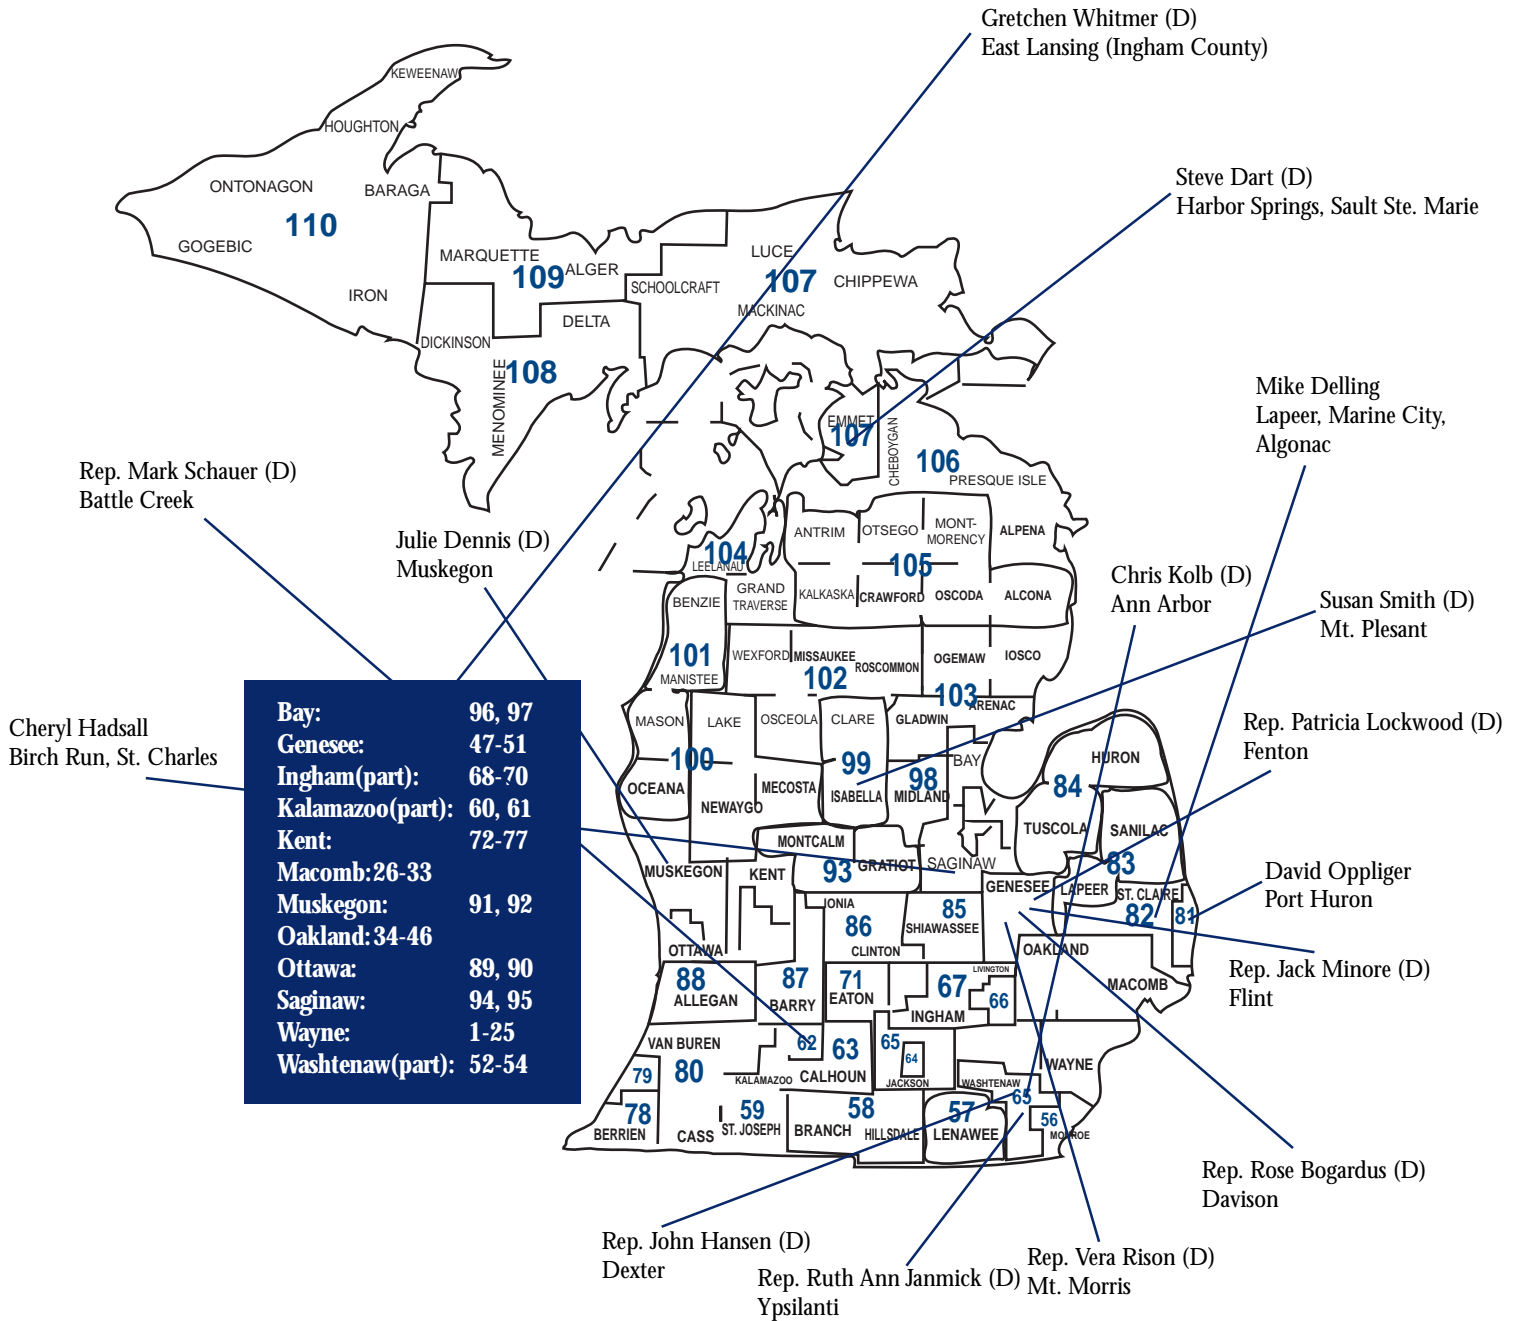 Gretchen Whitmer (D)
East Lansing (Ingham County)
KEWEENAW
HOUGHTON
ONTONAGON
BARAGA
110
GOGEBIC
IRON
MARQUETTE
109
ALGER
LUCE
107
CHIPPEWA
SCHOOLCRAFT
MACKINAC
DELTA
DICKINSON
108
MENOMINEE
Steve Dart (D)
Harbor Springs, Sault Ste. Marie
Mike Delling
Lapeer, Marine City,
Algonac
EMMET
107
CHEBOYGAN
106
PRESQUE ISLE
Rep. Mark Schauer (D)
Battle Creek
Julie Dennis (D)
Muskegon
104
LEELANAU
ANTRIM
OTSEGO
MONT-
MORENCY
ALPENA
105
BENZIE
GRAND
TRAVERSE
KALKASKA
CRAWFORD
OSCODA
ALCONA
Chris Kolb (D)
Ann Arbor
Susan Smith (D)
Mt. Plesant
101
MANISTEE
WEXFORD
MISSAUKEE
ROSCOMMON
102
OGEMAW
IOSCO
103
ARENAC
Cheryl Hadsall
Birch Run, St. Charles
Bay: 96, 97
Genesee: 47-51
Ingham(part): 68-70
Kalamazoo(part): 60, 61
Kent: 72-77
Macomb:26-33
Muskegon: 91, 92
Oakland:34-46
Ottawa: 89, 90
Saginaw: 94, 95
Wayne: 1-25
Washtenaw(part): 52-54
MASON
LAKE
OSCEOLA
CLARE
GLADWIN
100
99
98
BAY
OCEANA
NEWAYGO
MECOSTA
ISABELLA
MIDLAND
HURON
84
TUSCOLA
SANILAC
83
Rep. Patricia Lockwood (D)
Fenton
MUSKEGON
KENT
MONTCALM
93
GRATIOT
SAGINAW
GENESEE
LAPEER
ST. CLAIRE
82
81
David Oppliger
Port Huron
IONIA
86
CLINTON
85
SHIAWASSEE
OTTAWA
OAKLAND
MACOMB
Rep. Jack Minore (D)
Flint
88
ALLEGAN
87
BARRY
71
EATON
67
LIVINGTON
66
INGHAM
VAN BUREN
80
79
78
BERRIEN
CASS
KALAMAZOO
62
63
CALHOUN
65
64
JACKSON
WASHTENAW
65
WAYNE
59
ST. JOSEPH
58
BRANCH
HILLSDALE
57
LENAWEE
56
MONROE
Rep. Rose Bogardus (D)
Davison
Rep. John Hansen (D)
Dexter
Rep. Ruth Ann Janmick (D)
Ypsilanti
Rep. Vera Rison (D)
Mt. Morris